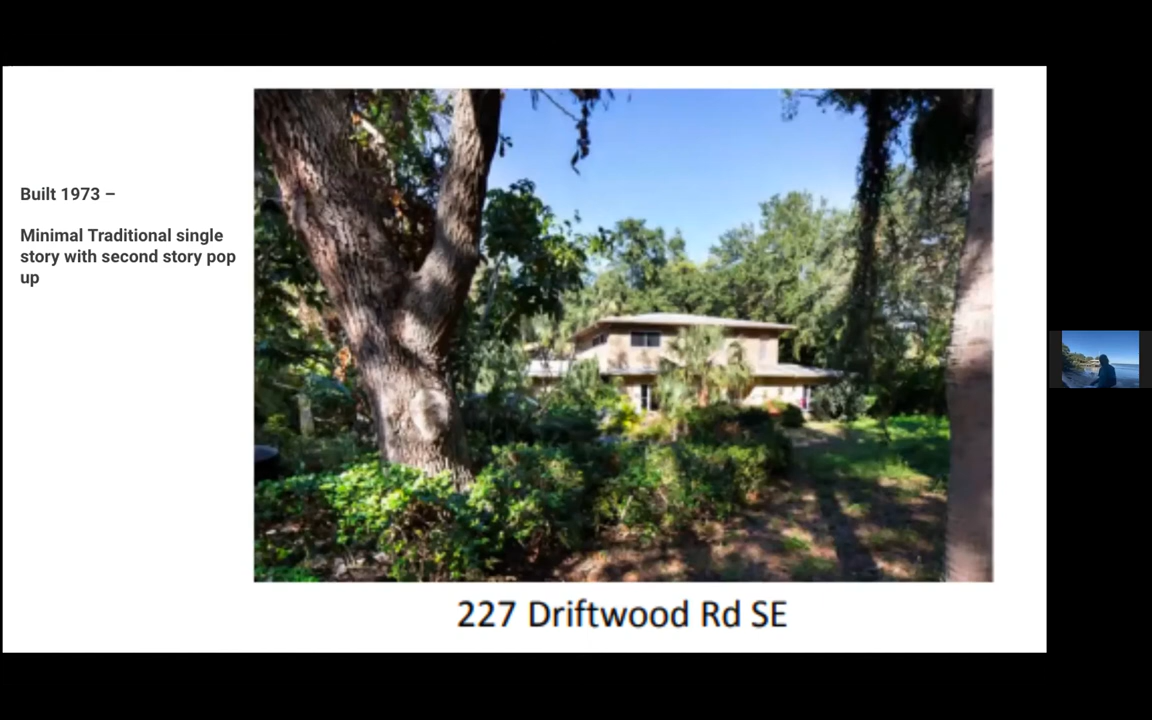 Built 1973 –
Minimal Traditional single
story with second story pop
up
227 Driftwood Rd SE